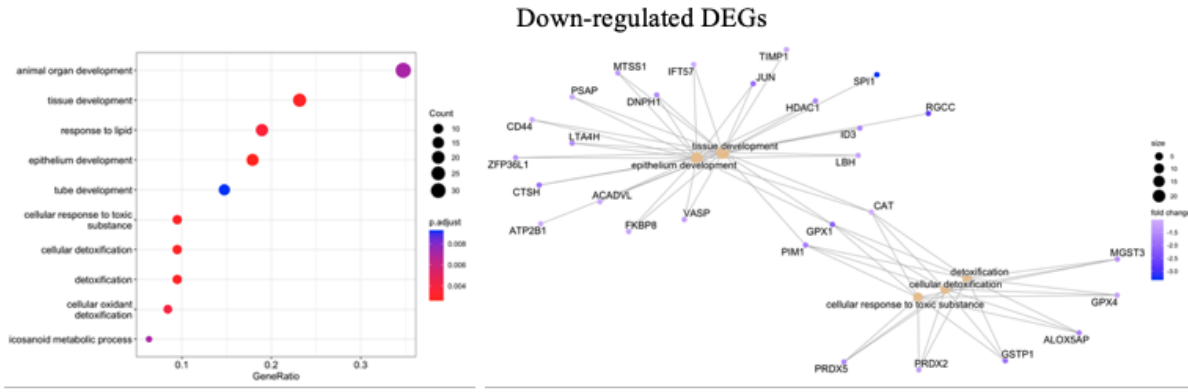 Down-regulated DEGs
animal organ development
tissue development
response to lipid
epithelium development
tube development
cellular response to toxic
substance
cellular detoxification
detoxification
cellular oxidant
detoxification
icosanoid metabolic process
0.1
0.2
0.3
GeneRatio
Count
10
15
20
25
30
p.adjust
0.008
0.006
0.004
TIMP1
MTSS1
IFT57
JUN
SPI1
PSAP
DNPH1
HDAC1
RGCC
CD44
LTA4H
ID3
tissue development
ZFP36L1
epithelium development
LBH
CTSH
ACADVL
CAT
VASP
ATP2B1
FKBP8
GPX1
PIM1
MGST3
detoxification
cellular detoxification
cellular response to toxic substance
GPX4
ALOX5AP
GSTP1
PRDX5
PRDX2
size
5
10
15
20
fold change
-1.5
-2.0
-2.5
-3.0